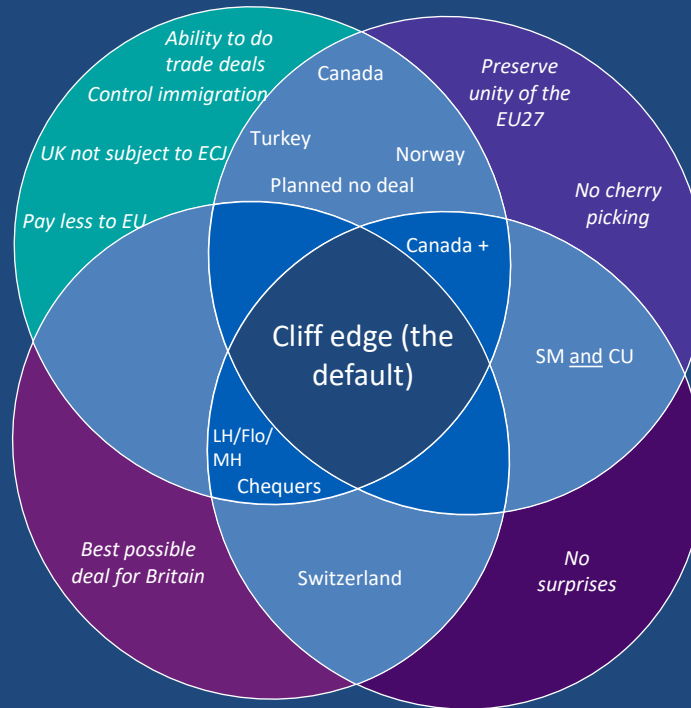 Ability to do
trade deals
Control immigration
UK not subject to ECJ
Pay less to EU
Canada
Turkey
Norway
Planned no deal
Preserve
unity of the
EU27
No cherry
picking
Canada +
Cliff edge (the
default)
SM and CU
LH/Flo/
MH
Chequers
Best possible
deal for Britain
Switzerland
No
surprises